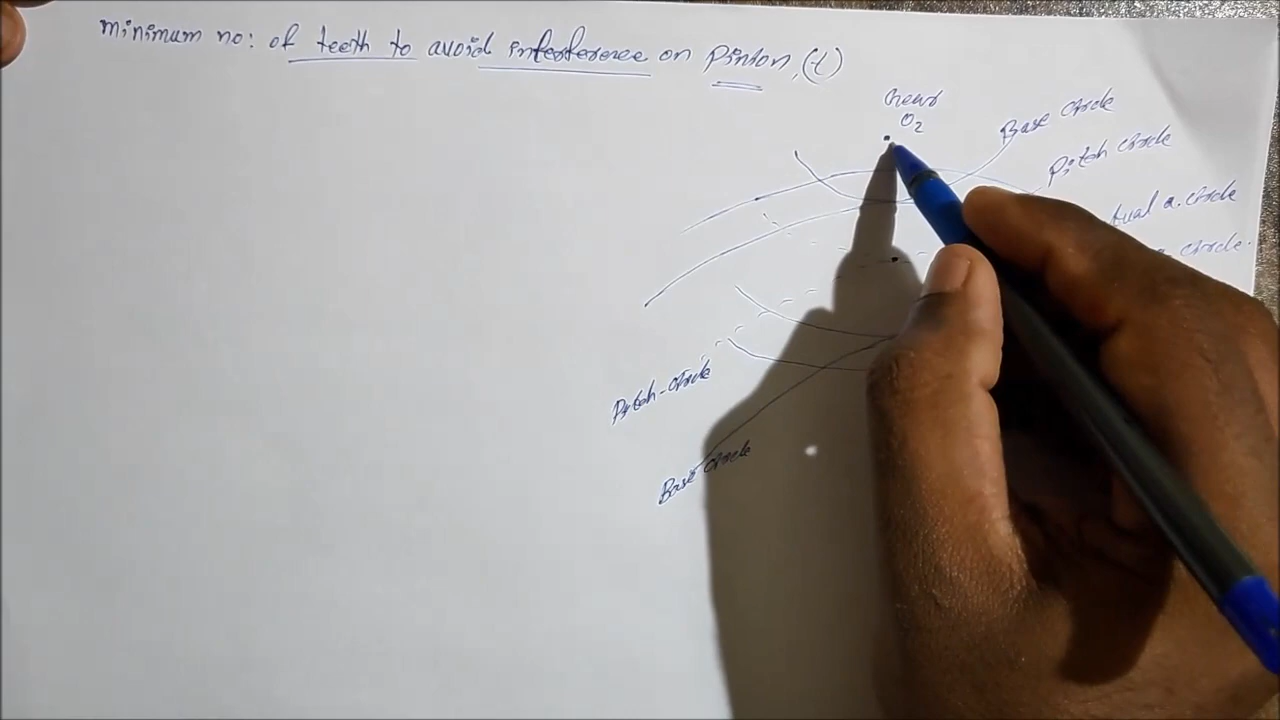 minimum no: of teeth to avoid interference on pinion, (t)
Gear
O2
Base circle
Pitch circle
a. circle
circle.
Pitch-circle
Base circle